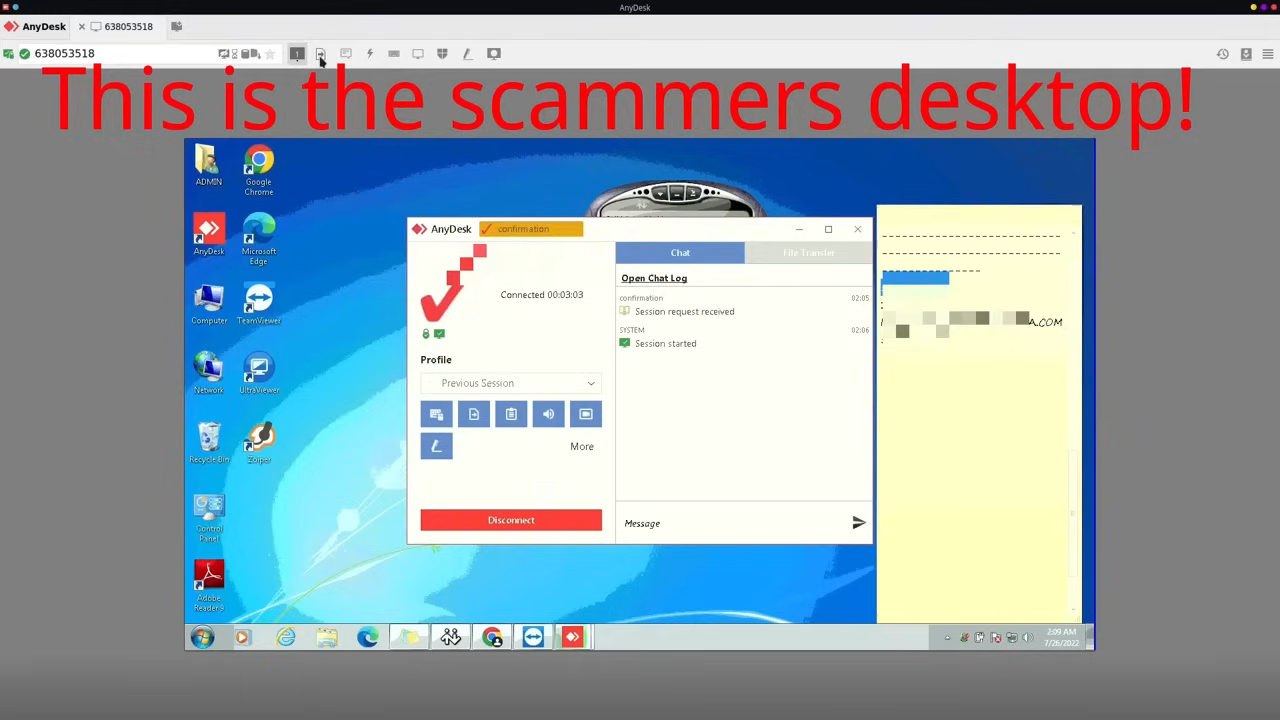 AnyDesk
AnyDesk
638053518
638053518
1
This is the scammers desktop!
ADMIN
Google Chrome
AnyDesk
Microsoft Edge
Computer
TeamViewer
Network
UltraViewer
Recycle Bin
Zoiper
Control Panel
Adobe Reader 9
AnyDesk
confirmation
Connected 00:03:03
Profile
Previous Session
More
Disconnect
Chat
File Transfer
Open Chat Log
confirmation
02:05
Session request received
SYSTEM
02:06
Session started
Message
A.COM
2:09 AM
7/26/2022